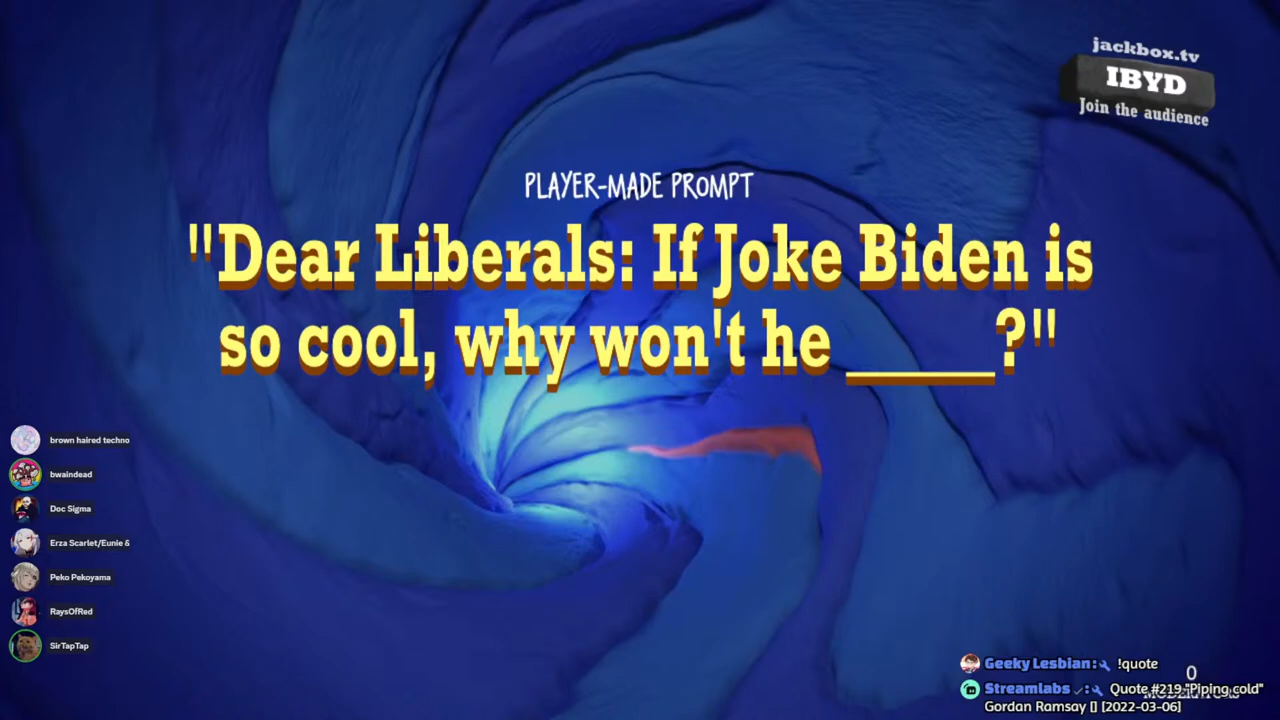 jackbox.tv
IBYD
Join the audience
PLAYER-MADE PROMPT
"Dear Liberals: If Joke Biden is
so cool, why won't he _____?"
brown haired techno
bwaindead
Doc Sigma
Erza Scarlet/Eunie &
Peko Pekoyama
RaysOfRed
SirTapTap
Geeky Lesbian: !quote
0
Streamlabs : Quote #219 "Piping cold"
Gordan Ramsay [] [2022-03-06]